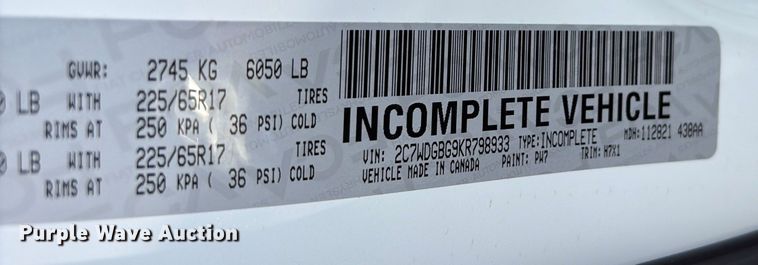 GVWR: 2745 KG 6050 LB
LB WITH 225/65R17 TIRES
RIMS AT 250 KPA ( 36 PSI) COLD
LB WITH 225/65R17 TIRES
RIMS AT 250 KPA ( 36 PSI) COLD
INCOMPLETE VEHICLE
VIN: 2C7WDGBG9KR798933 TYPE: INCOMPLETE MDH: 112821 438AA
VEHICLE MADE IN CANADA PAINT: PW7 TRIM: H7X1
Purple Wave Auction